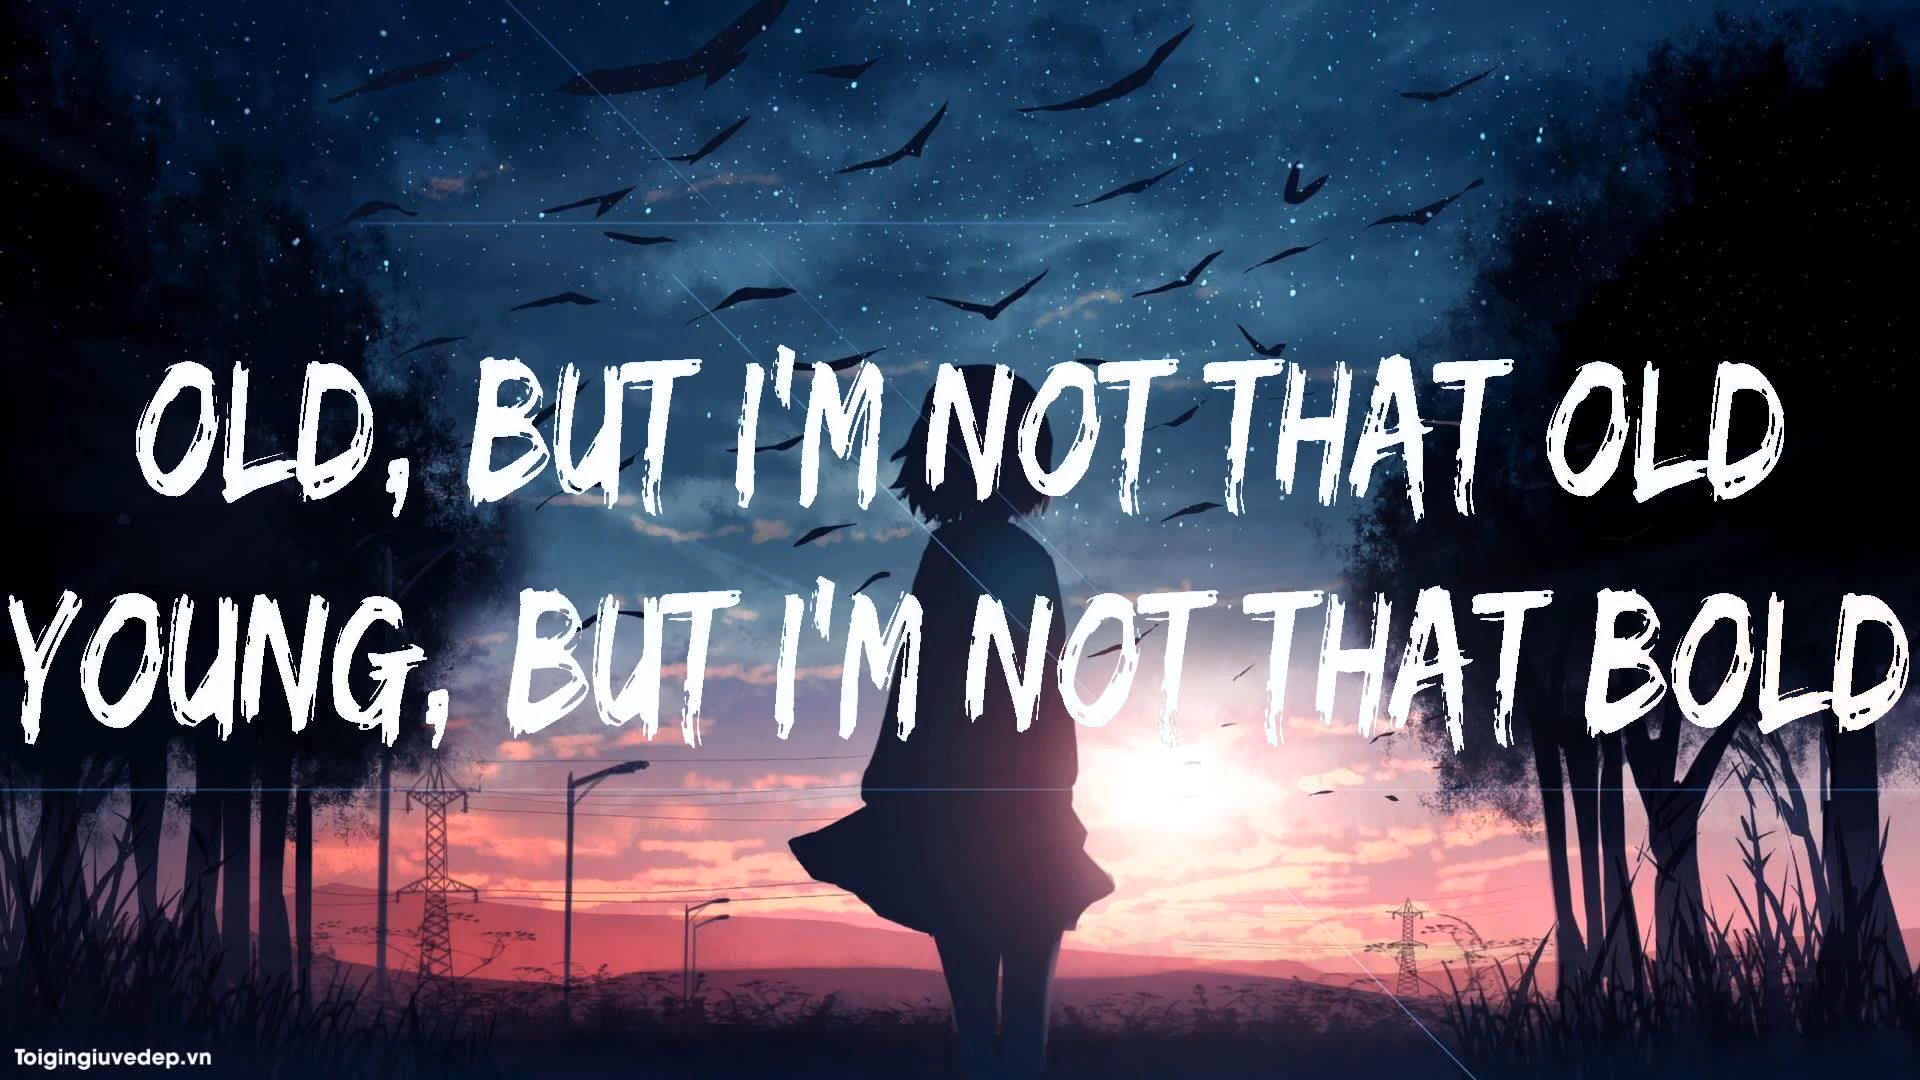 OLD, BUT I'M NOT THAT OLD
YOUNG, BUT I'M NOT THAT BOLD
Toigingiuvedep.vn